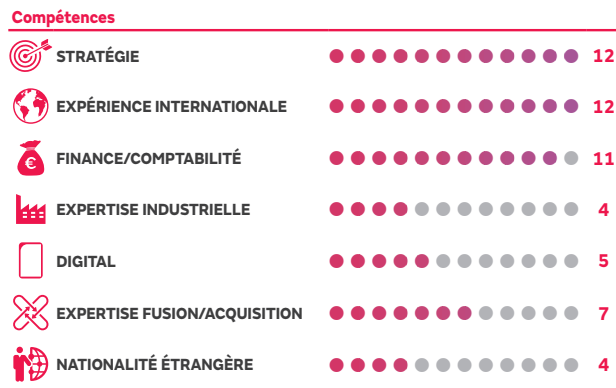 Compétences
STRATÉGIE 12
EXPÉRIENCE INTERNATIONALE 12
€ FINANCE/COMPTABILITÉ 11
EXPERTISE INDUSTRIELLE 4
DIGITAL 5
EXPERTISE FUSION/ACQUISITION 7
NATIONALITÉ ÉTRANGÈRE 4